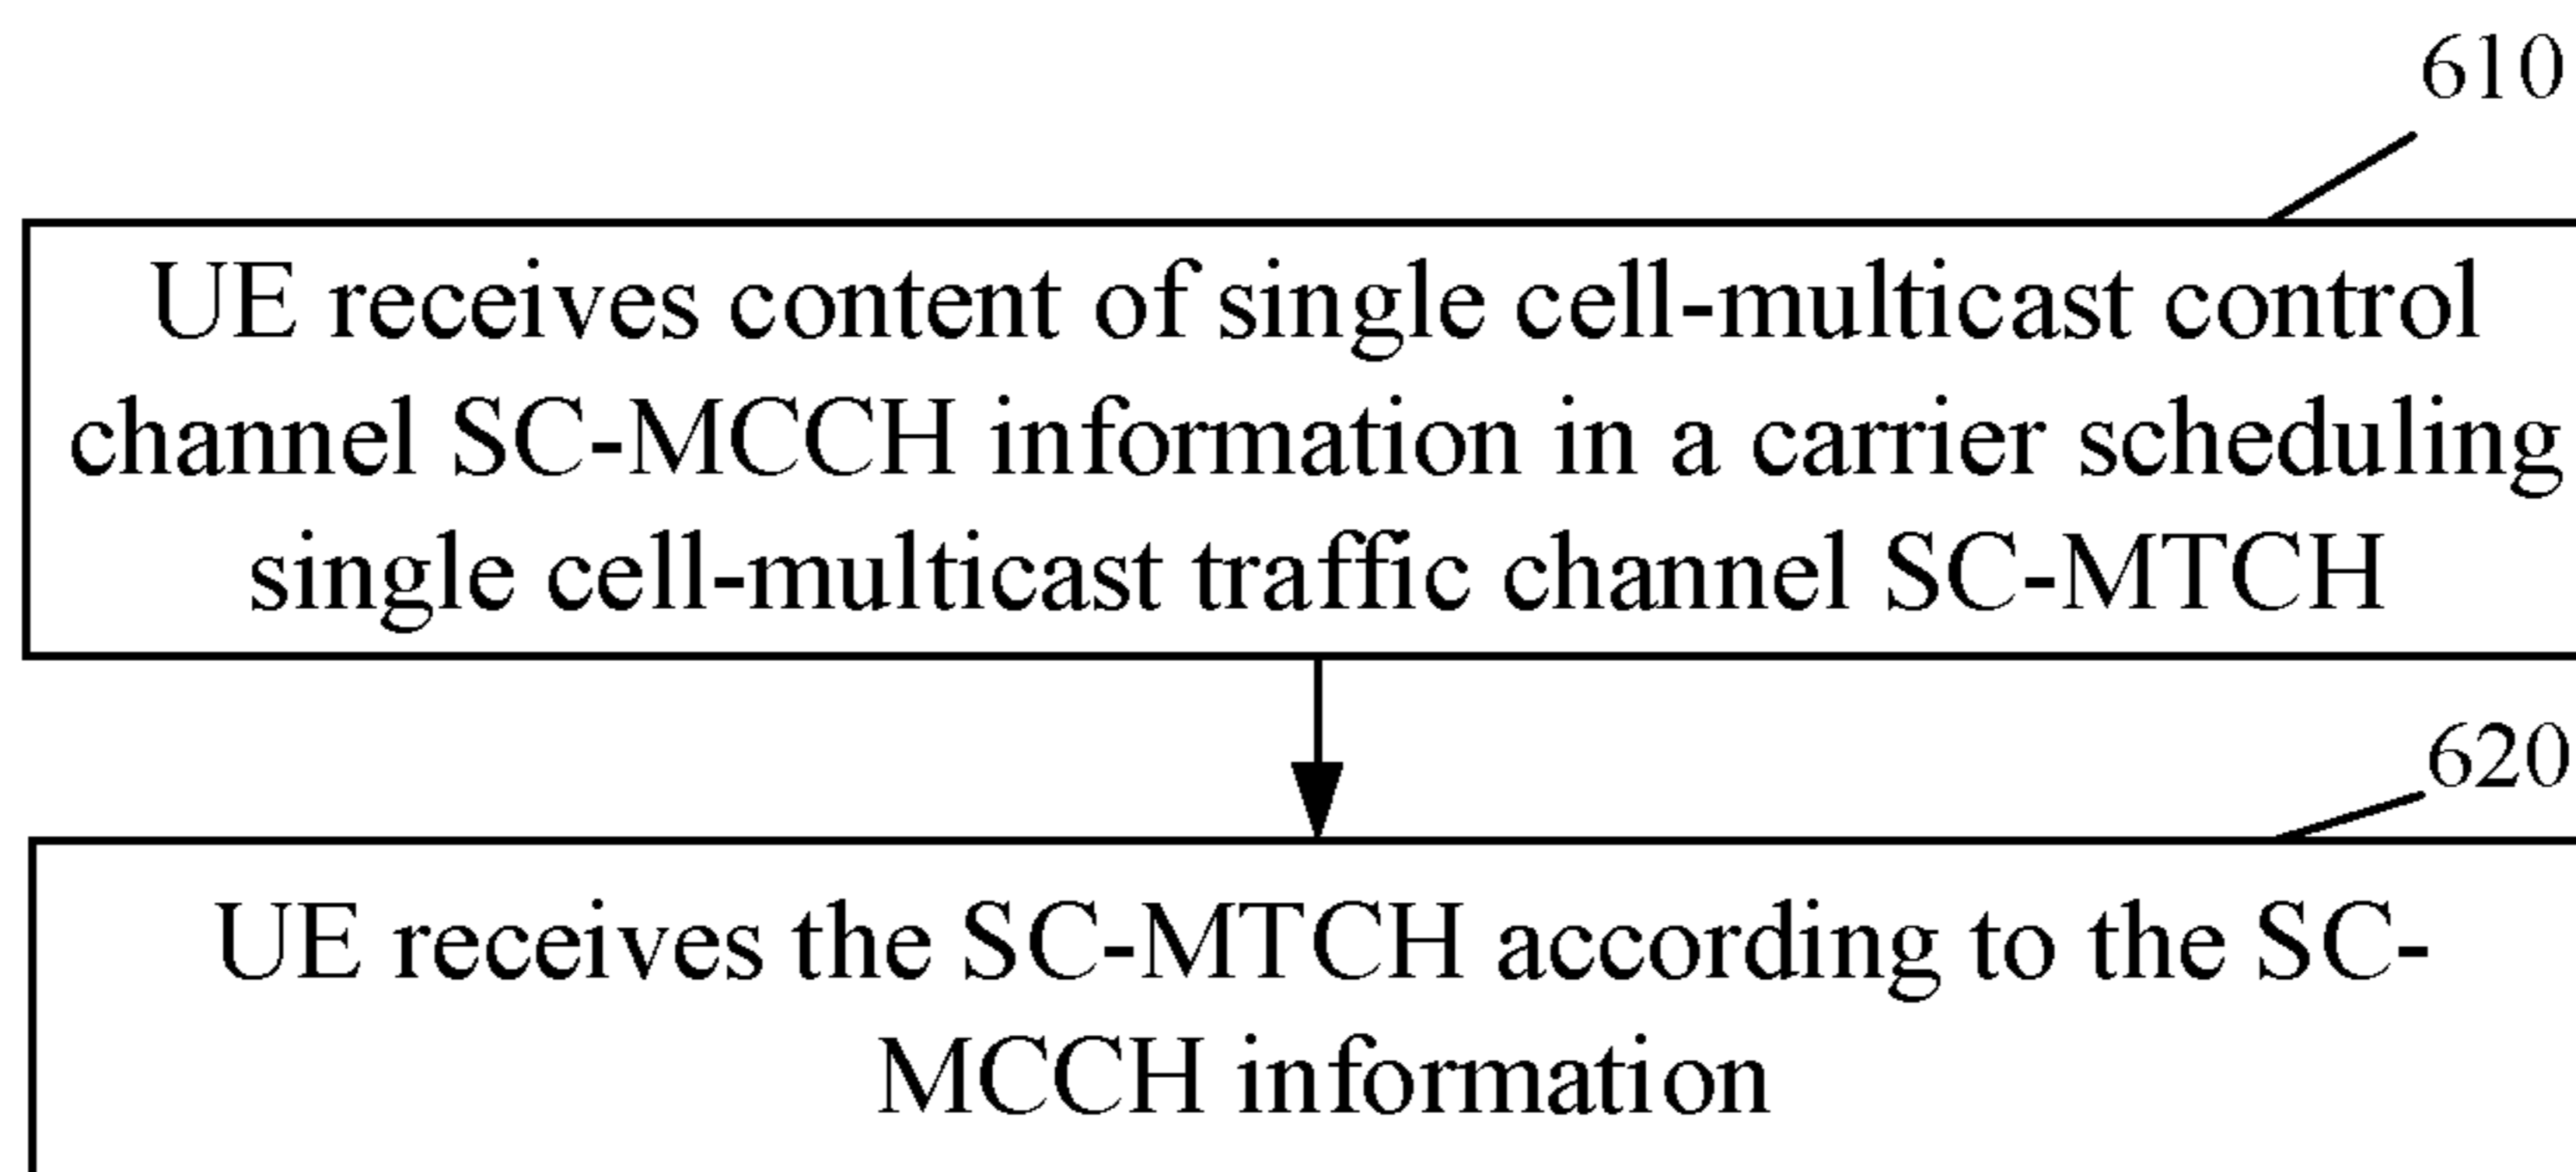 610
UE receives content of single cell-multicast control
channel SC-MCCH information in a carrier scheduling
single cell-multicast traffic channel SC-MTCH
620
UE receives the SC-MTCH according to the SC-
MCCH information